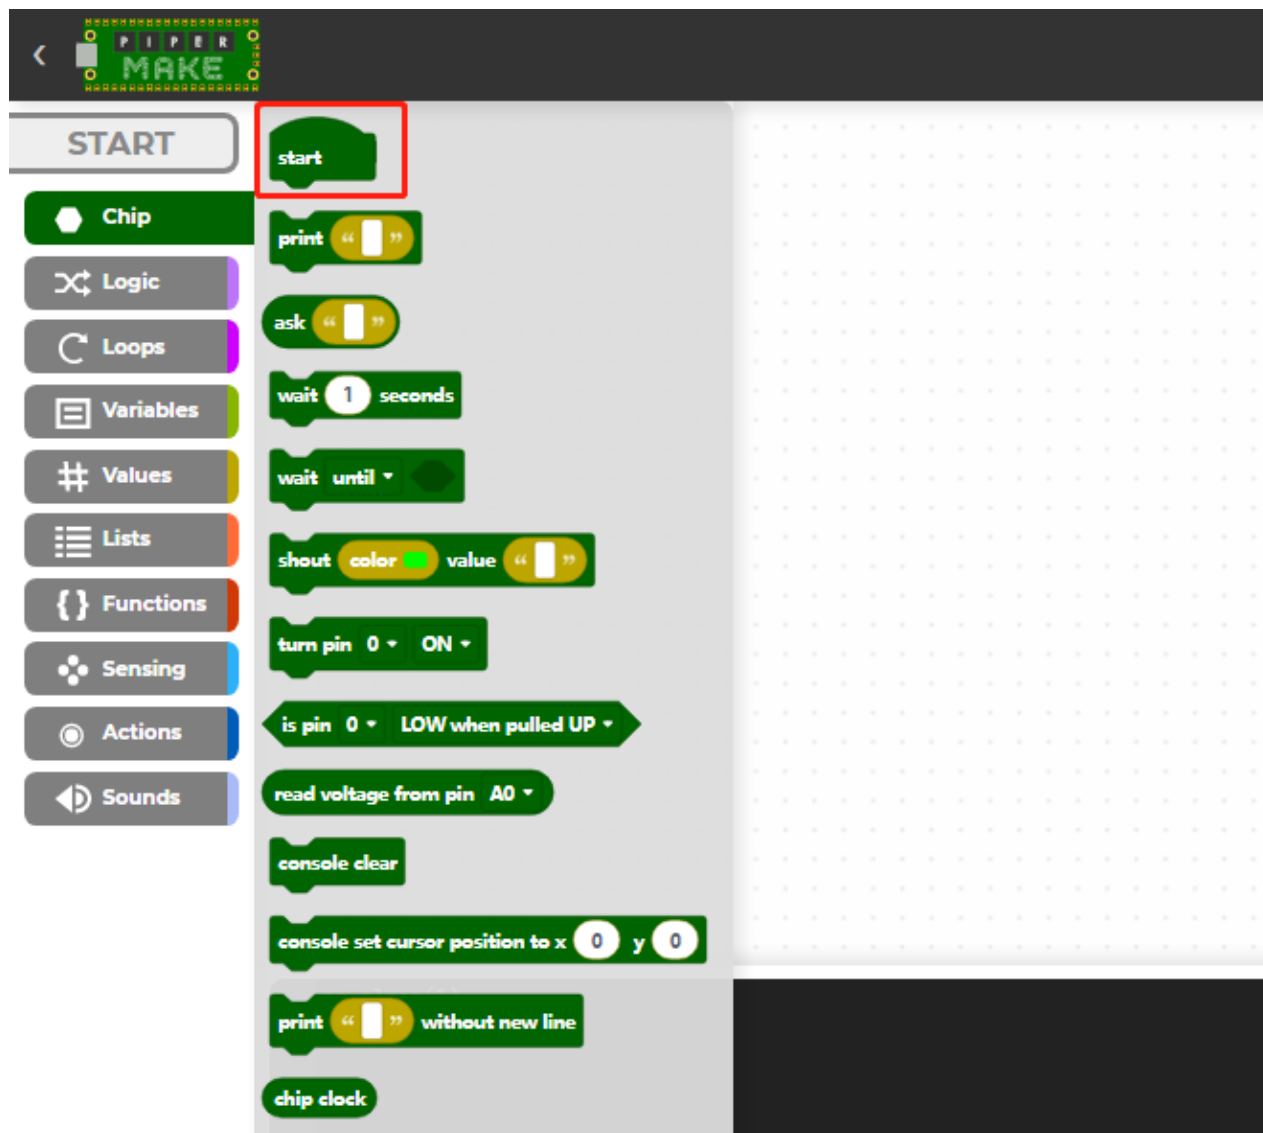 PIPER
MAKE
START
Chip
Logic
Loops
Variables
Values
Lists
Functions
Sensing
Actions
Sounds
start
print “ ”
ask “ ”
wait 1 seconds
wait until
shout color value “ ”
turn pin 0 ON
is pin 0 LOW when pulled UP
read voltage from pin A0
console clear
console set cursor position to x 0 y 0
print “ ” without new line
chip clock